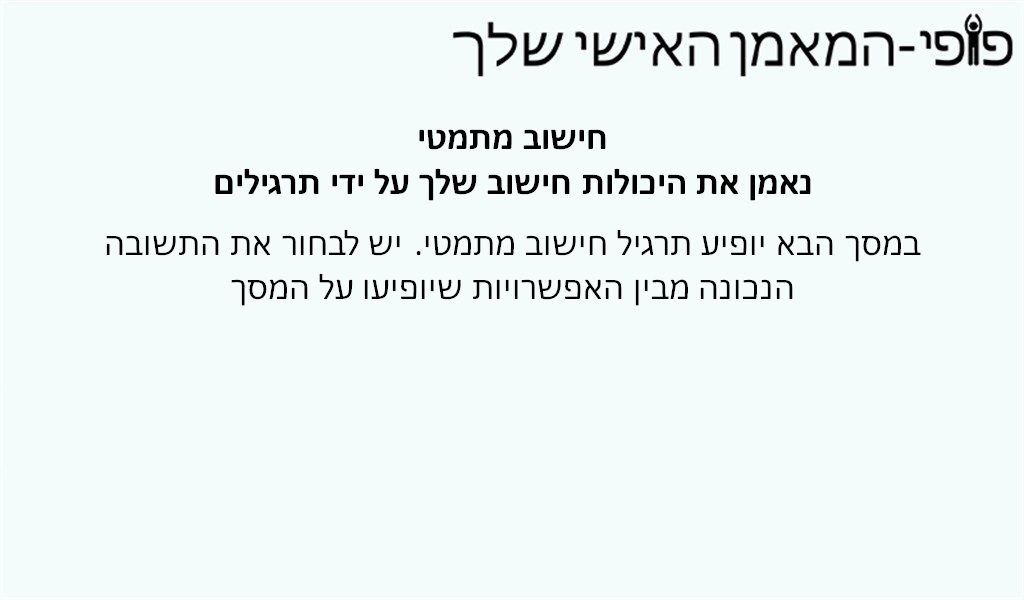 פופי-המאמן האישי שלך
חישוב מתמטי
נאמן את היכולות חישוב שלך על ידי תרגילים
במסך הבא יופיע תרגיל חישוב מתמטי. יש לבחור את התשובה
הנכונה מבין האפשרויות שיופיעו על המסך